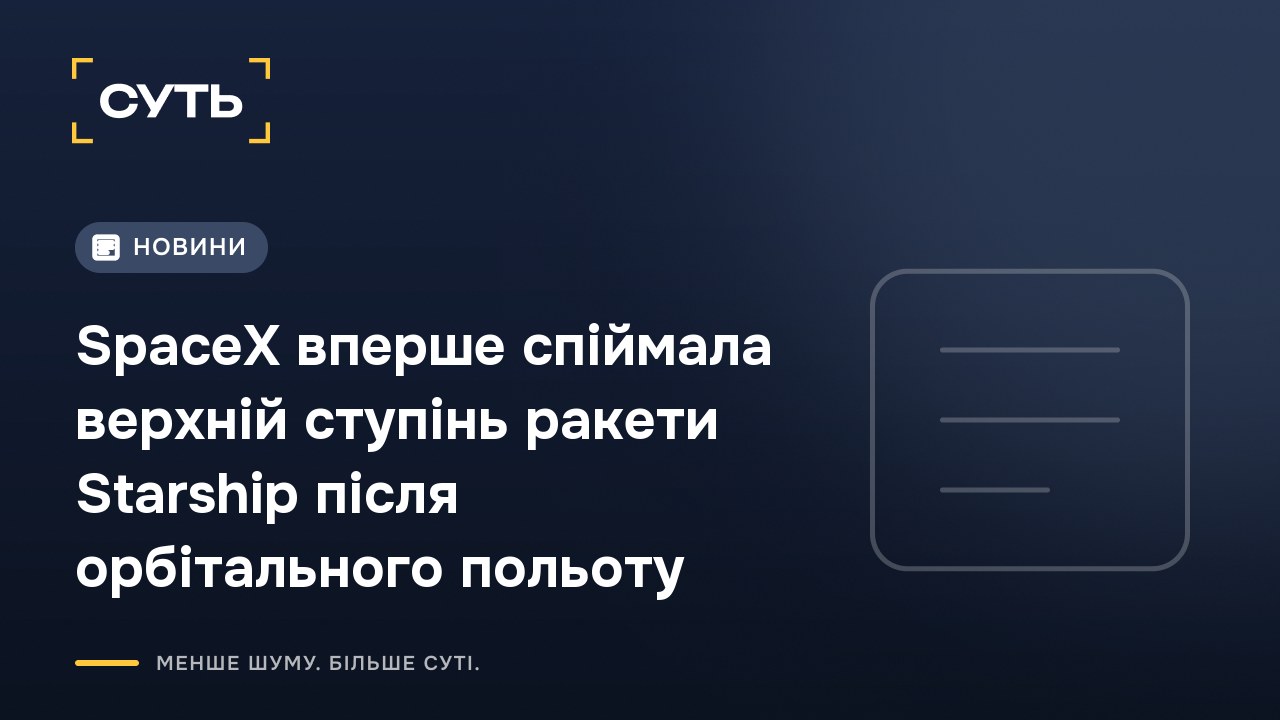 СУТЬ
НОВИНИ
SpaceX вперше спіймала
верхній ступінь ракети
Starship після
орбітального польоту
МЕНШЕ ШУМУ. БІЛЬШЕ СУТІ.